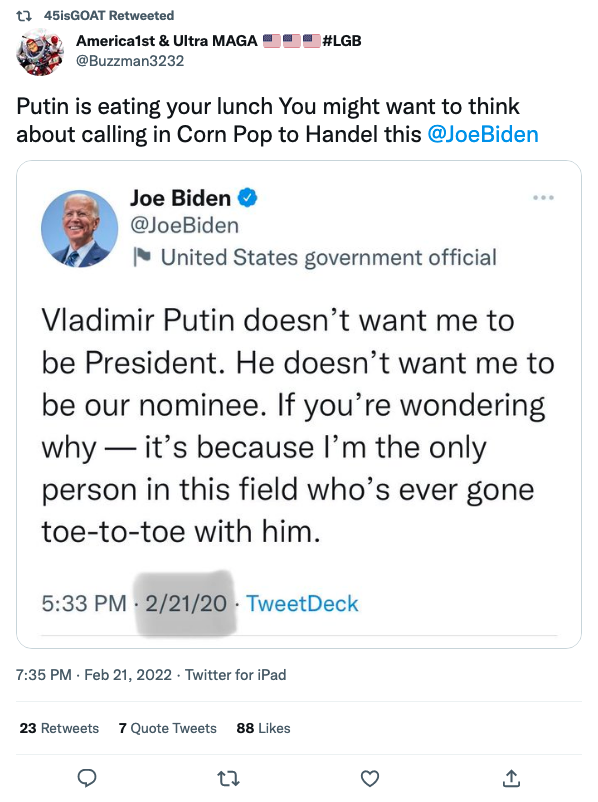 45isGOAT Retweeted
America1st & Ultra MAGA 🇺🇸🇺🇸🇺🇸#LGB
@Buzzman3232
Putin is eating your lunch You might want to think
about calling in Corn Pop to Handel this @JoeBiden
Joe Biden
@JoeBiden
United States government official
Vladimir Putin doesn’t want me to
be President. He doesn’t want me to
be our nominee. If you’re wondering
why — it’s because I’m the only
person in this field who’s ever gone
toe-to-toe with him.
5:33 PM · 2/21/20 · TweetDeck
7:35 PM · Feb 21, 2022 · Twitter for iPad
23 Retweets 7 Quote Tweets 88 Likes